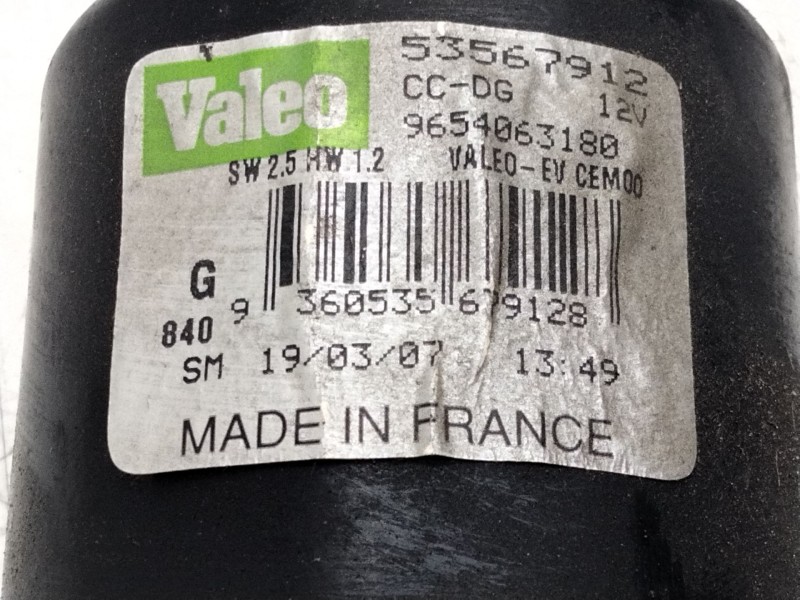 Valeo
53567912
CC-DG 12V
9654063180
SW 2.5 HW 1.2 VALEO-EV CEM00
G
9 360535 679128
840
SM 19/03/07 13:49
MADE IN FRANCE